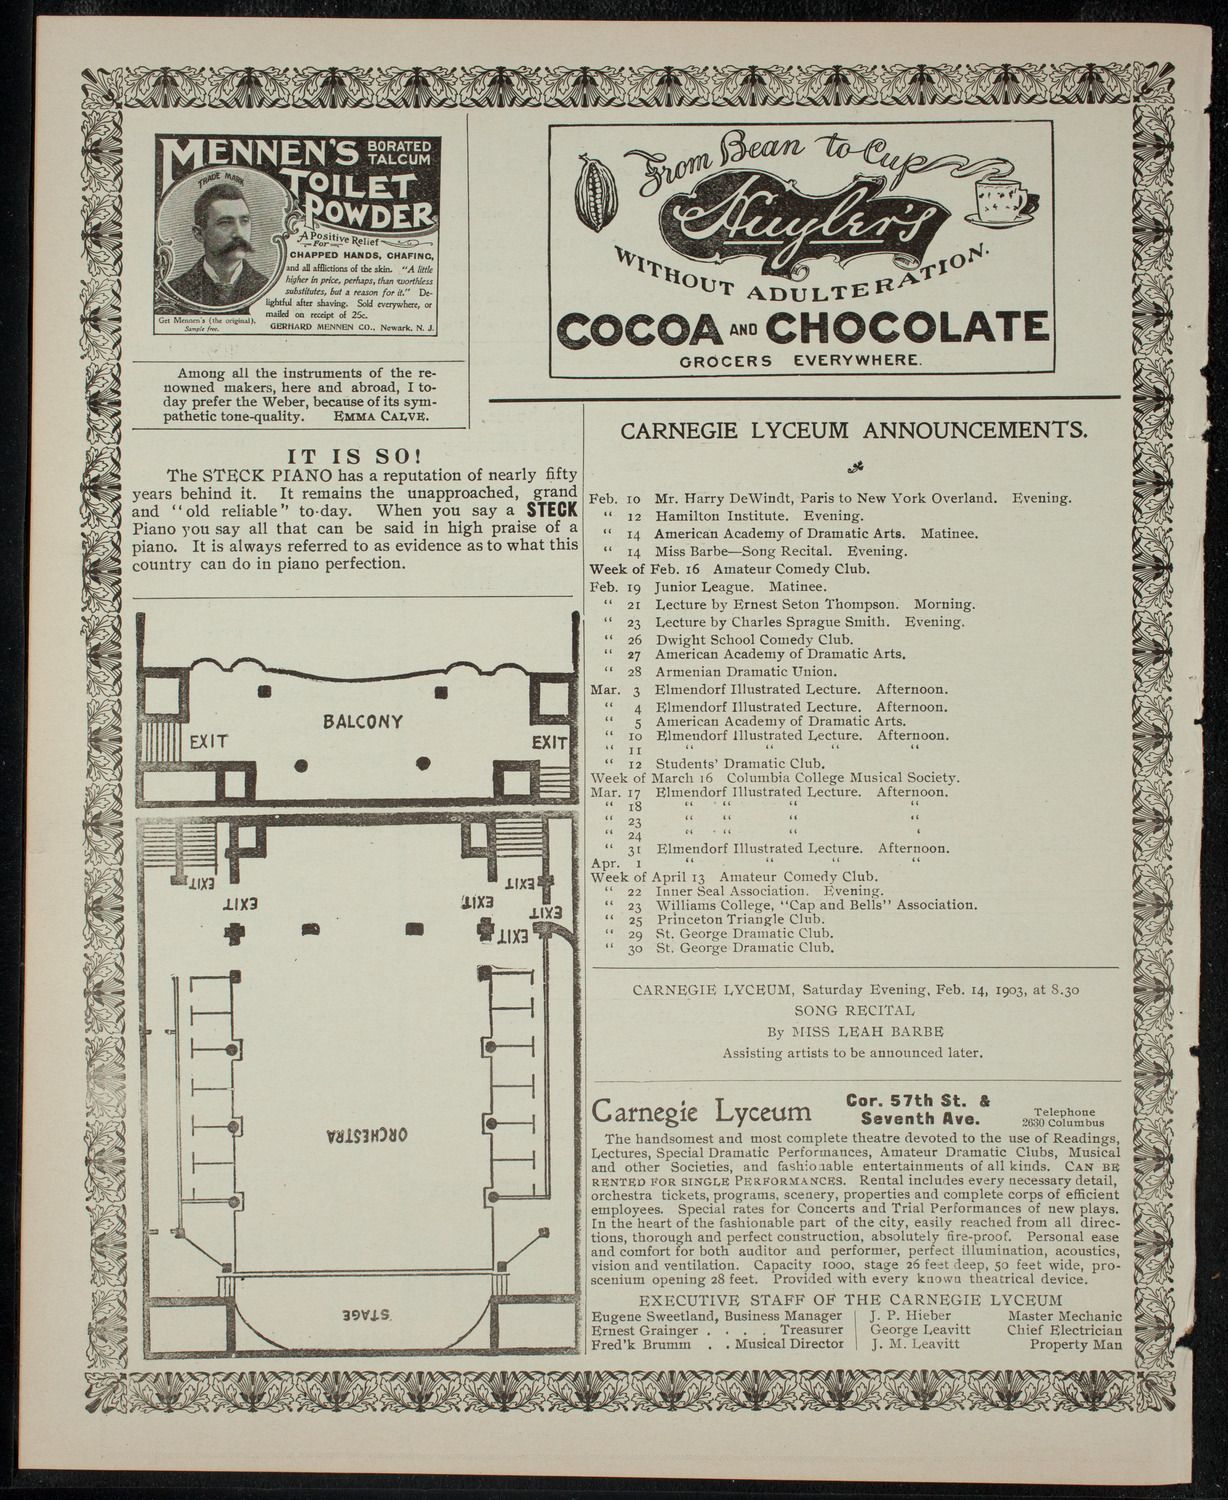 MENNEN'S BORATED
TALCUM
TOILET
POWDER
TRADE MARK
A Positive Relief
For
CHAPPED HANDS, CHAFING,
and all afflictions of the skin. "A little
higher in price, perhaps, than worthless
substitutes, but a reason for it." De-
lightful after shaving. Sold everywhere, or
mailed on receipt of 25c.
Get Mennen's (the original).
Sample free.
GERHARD MENNEN CO., Newark, N. J.
Among all the instruments of the re-
nowned makers, here and abroad, I to-
day prefer the Weber, because of its sym-
pathetic tone-quality. EMMA CALVE.
IT IS SO!
The STECK PIANO has a reputation of nearly fifty
years behind it. It remains the unapproached, grand
and "old reliable" to-day. When you say a STECK
Piano you say all that can be said in high praise of a
piano. It is always referred to as evidence as to what this
country can do in piano perfection.
BALCONY
EXIT
EXIT
EXIT
EXIT
EXIT
EXIT
EXIT
EXIT
ORCHESTRA
STAGE
From Bean to Cup
Huyler's
WITHOUT ADULTERATION.
COCOA AND CHOCOLATE
GROCERS EVERYWHERE.
CARNEGIE LYCEUM ANNOUNCEMENTS.
Feb. 10 Mr. Harry DeWindt, Paris to New York Overland. Evening.
" 12 Hamilton Institute. Evening.
" 14 American Academy of Dramatic Arts. Matinee.
" 14 Miss Barbe—Song Recital. Evening.
Week of Feb. 16 Amateur Comedy Club.
Feb. 19 Junior League. Matinee.
" 21 Lecture by Ernest Seton Thompson. Morning.
" 23 Lecture by Charles Sprague Smith. Evening.
" 26 Dwight School Comedy Club.
" 27 American Academy of Dramatic Arts.
" 28 Armenian Dramatic Union.
Mar. 3 Elmendorf Illustrated Lecture. Afternoon.
" 4 Elmendorf Illustrated Lecture. Afternoon.
" 5 American Academy of Dramatic Arts.
" 10 Elmendorf Illustrated Lecture. Afternoon.
" 11 " " " "
" 12 Students' Dramatic Club.
Week of March 16 Columbia College Musical Society.
Mar. 17 Elmendorf Illustrated Lecture. Afternoon.
" 18 " " " "
" 23 " " " "
" 24 " " " "
" 31 Elmendorf Illustrated Lecture. Afternoon.
Apr. 1 " " " "
Week of April 13 Amateur Comedy Club.
" 22 Inner Seal Association. Evening.
" 23 Williams College, "Cap and Bells" Association.
" 25 Princeton Triangle Club.
" 29 St. George Dramatic Club.
" 30 St. George Dramatic Club.
CARNEGIE LYCEUM, Saturday Evening, Feb. 14, 1903, at 8.30
SONG RECITAL
By MISS LEAH BARBE
Assisting artists to be announced later.
Carnegie Lyceum Cor. 57th St. &
Seventh Ave.
Telephone
2630 Columbus
The handsomest and most complete theatre devoted to the use of Readings,
Lectures, Special Dramatic Performances, Amateur Dramatic Clubs, Musical
and other Societies, and fashionable entertainments of all kinds. CAN BE
RENTED FOR SINGLE PERFORMANCES. Rental includes every necessary detail,
orchestra tickets, programs, scenery, properties and complete corps of efficient
employees. Special rates for Concerts and Trial Performances of new plays.
In the heart of the fashionable part of the city, easily reached from all direc-
tions, thorough and perfect construction, absolutely fire-proof. Personal ease
and comfort for both auditor and performer, perfect illumination, acoustics,
vision and ventilation. Capacity 1000, stage 26 feet deep, 50 feet wide, pro-
scenium opening 28 feet. Provided with every known theatrical device.
EXECUTIVE STAFF OF THE CARNEGIE LYCEUM
Eugene Sweetland, Business Manager | J. P. Hieber Master Mechanic
Ernest Grainger . . . . Treasurer | George Leavitt Chief Electrician
Fred'k Brumm . . Musical Director | J. M. Leavitt Property Man